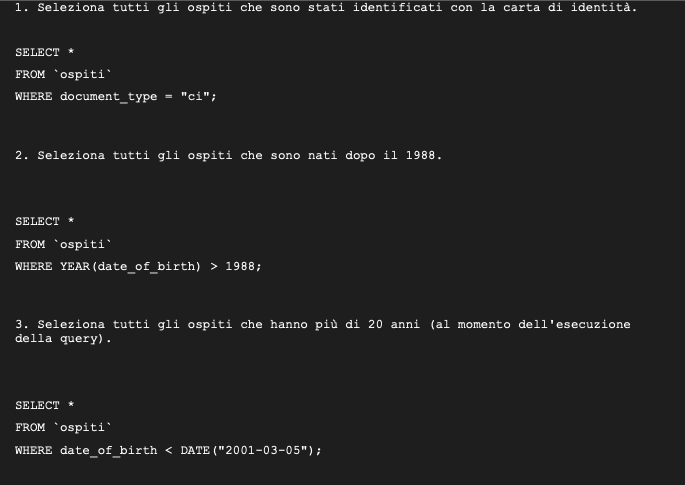 1. Seleziona tutti gli ospiti che sono stati identificati con la carta di identità.
SELECT *
FROM `ospiti`
WHERE document_type = "ci";
2. Seleziona tutti gli ospiti che sono nati dopo il 1988.
SELECT *
FROM `ospiti`
WHERE YEAR(date_of_birth) > 1988;
3. Seleziona tutti gli ospiti che hanno più di 20 anni (al momento dell'esecuzione
della query).
SELECT *
FROM `ospiti`
WHERE date_of_birth < DATE("2001-03-05");